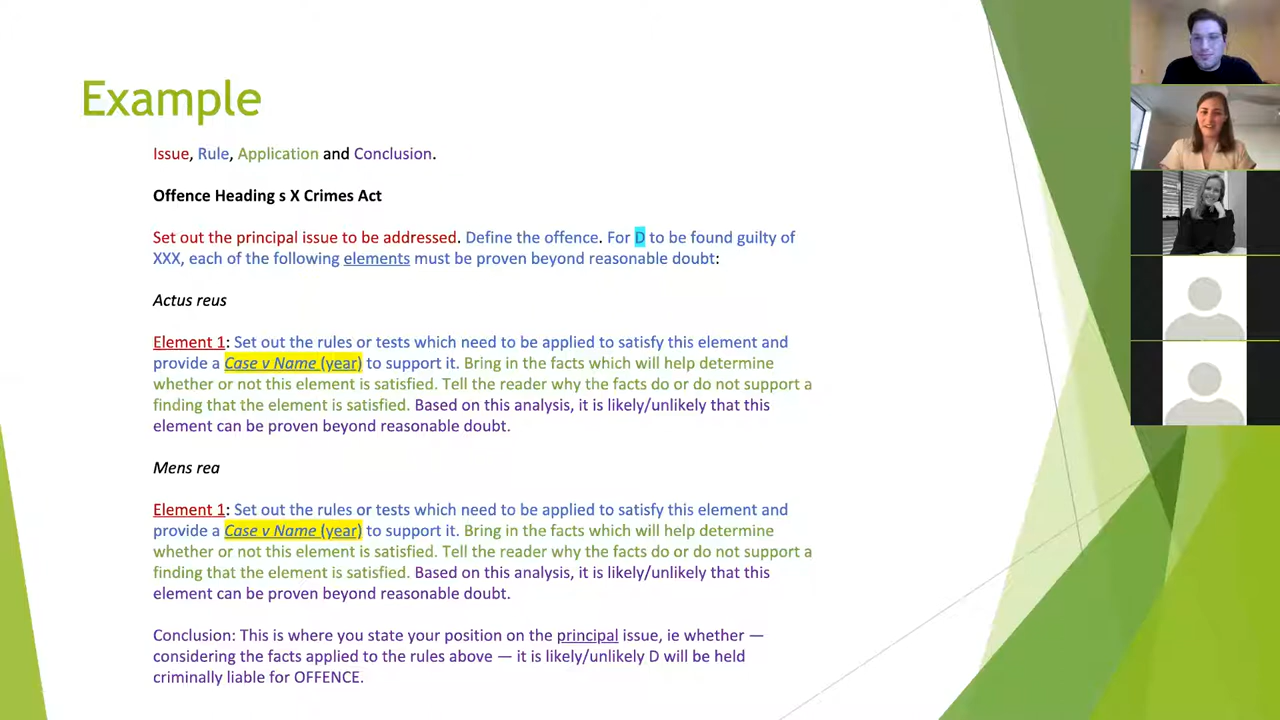 Example
Issue, Rule, Application and Conclusion.
Offence Heading s X Crimes Act
Set out the principal issue to be addressed. Define the offence. For D to be found guilty of
XXX, each of the following elements must be proven beyond reasonable doubt:
Actus reus
Element 1: Set out the rules or tests which need to be applied to satisfy this element and
provide a Case v Name (year) to support it. Bring in the facts which will help determine
whether or not this element is satisfied. Tell the reader why the facts do or do not support a
finding that the element is satisfied. Based on this analysis, it is likely/unlikely that this
element can be proven beyond reasonable doubt.
Mens rea
Element 1: Set out the rules or tests which need to be applied to satisfy this element and
provide a Case v Name (year) to support it. Bring in the facts which will help determine
whether or not this element is satisfied. Tell the reader why the facts do or do not support a
finding that the element is satisfied. Based on this analysis, it is likely/unlikely that this
element can be proven beyond reasonable doubt.
Conclusion: This is where you state your position on the principal issue, ie whether —
considering the facts applied to the rules above — it is likely/unlikely D will be held
criminally liable for OFFENCE.